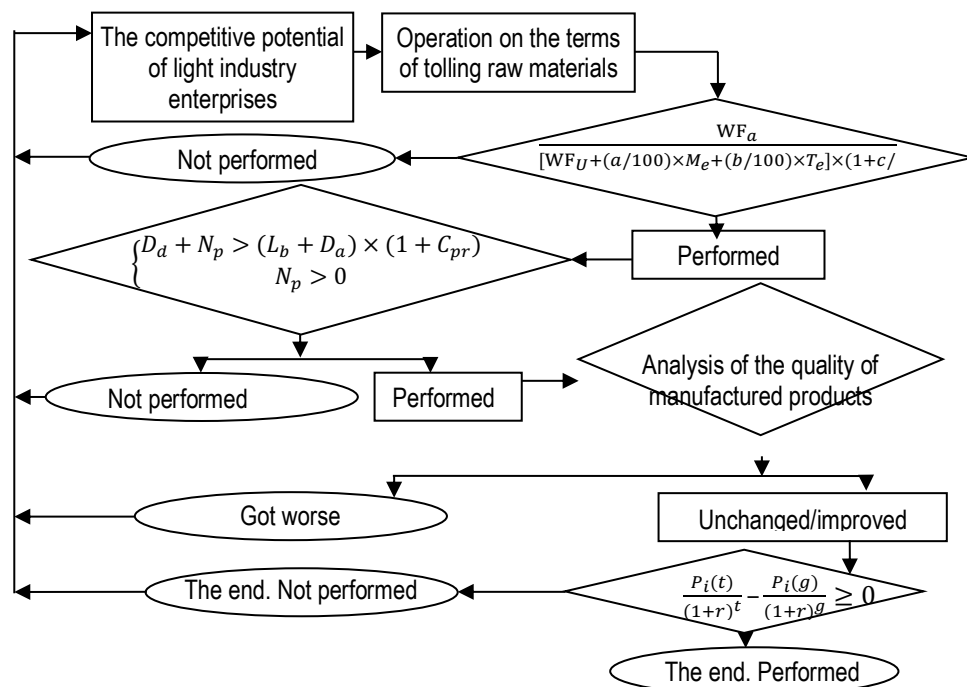 The competitive potential
of light industry
enterprises
Operation on the terms
of tolling raw materials
WF_a
[WF_U+(a/100)×M_e+(b/100)×T_e]×(1+c/
Not performed
Performed
{D_d + N_p > (L_b + D_a) × (1 + C_pr)
N_p > 0
Not performed
Performed
Analysis of the quality of
manufactured products
Got worse
Unchanged/improved
The end. Not performed
P_i(t)/(1+r)^t − P_i(g)/(1+r)^g ≥ 0
The end. Performed